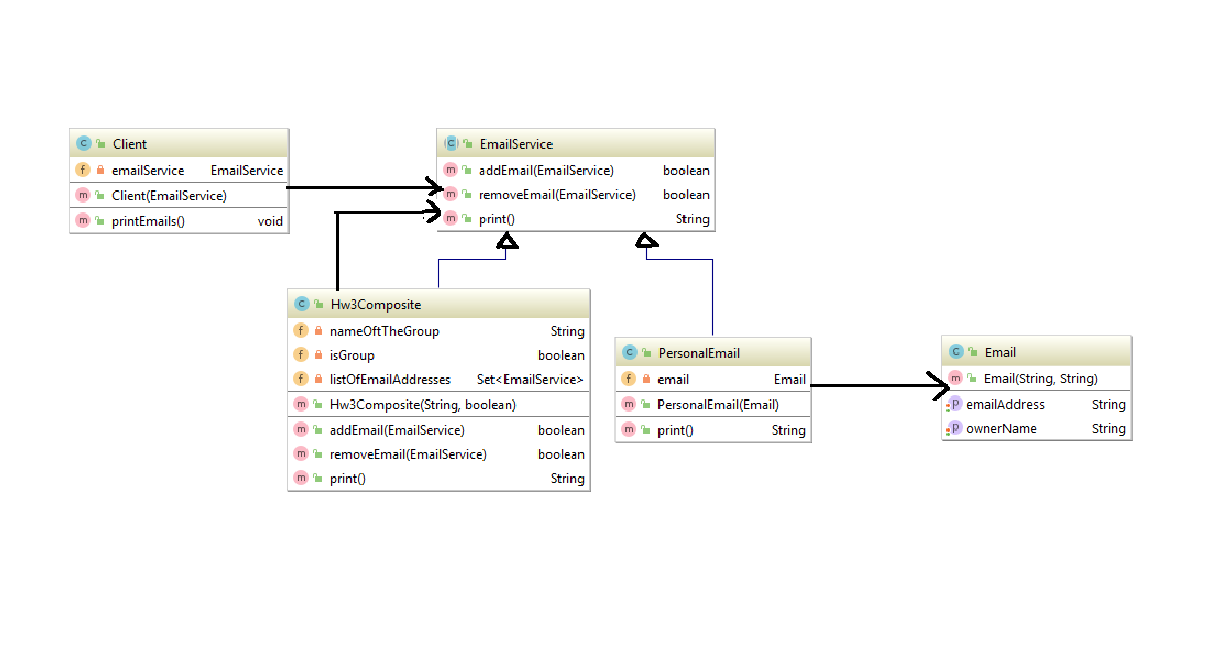 Client
emailService EmailService
Client(EmailService)
printEmails() void
EmailService
addEmail(EmailService) boolean
removeEmail(EmailService) boolean
print() String
Hw3Composite
nameOftTheGroup String
isGroup boolean
listOfEmailAddresses Set<EmailService>
Hw3Composite(String, boolean)
addEmail(EmailService) boolean
removeEmail(EmailService) boolean
print() String
PersonalEmail
email Email
PersonalEmail(Email)
print() String
Email
Email(String, String)
emailAddress String
ownerName String